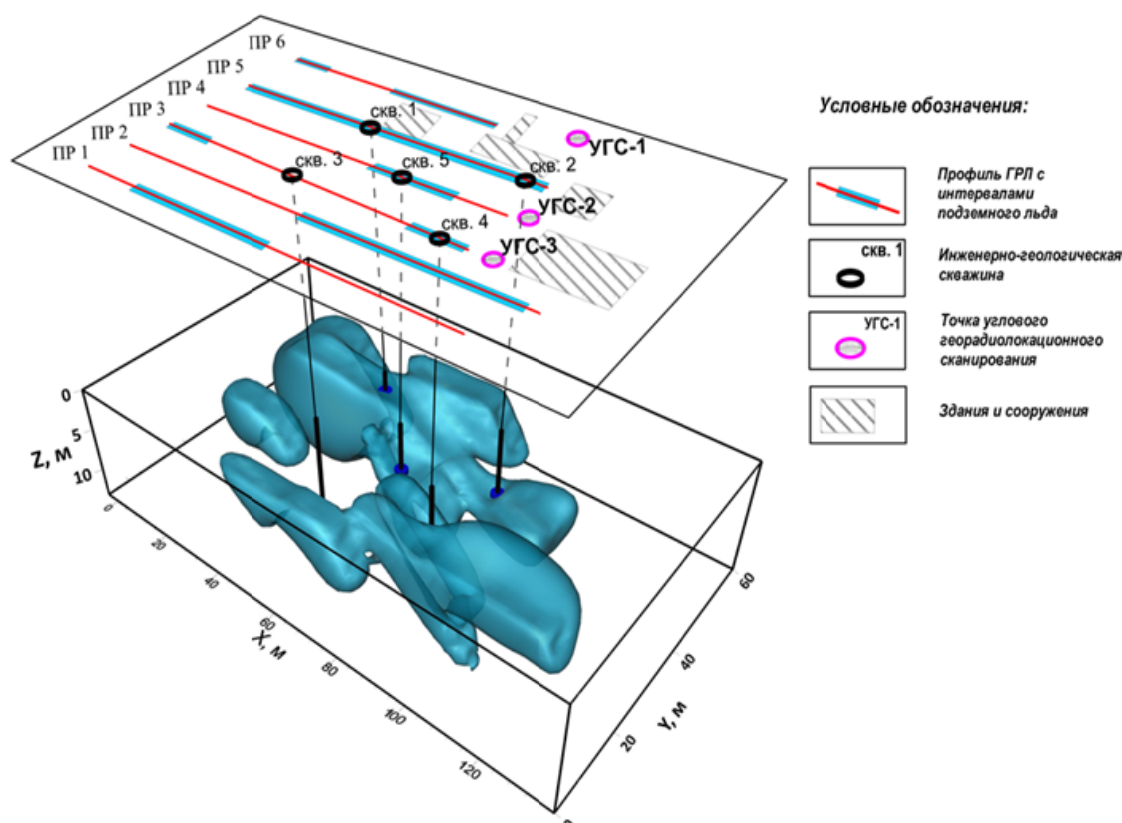 ПР 6
ПР 5
ПР 4
ПР 3
ПР 2
ПР 1
скв. 1
скв. 3
скв. 5
скв. 2
скв. 4
УГС-1
УГС-2
УГС-3
Z, м
0
5
10
0
20
40
60
80
100
120
X, м
0
20
40
60
Y, м
Условные обозначения:
Профиль ГРЛ с
интервалами
подземного льда
СКВ. 1
Инженерно-геологическая
скважина
УГС-1
Точка углового
георадиолокационного
сканирования
Здания и сооружения